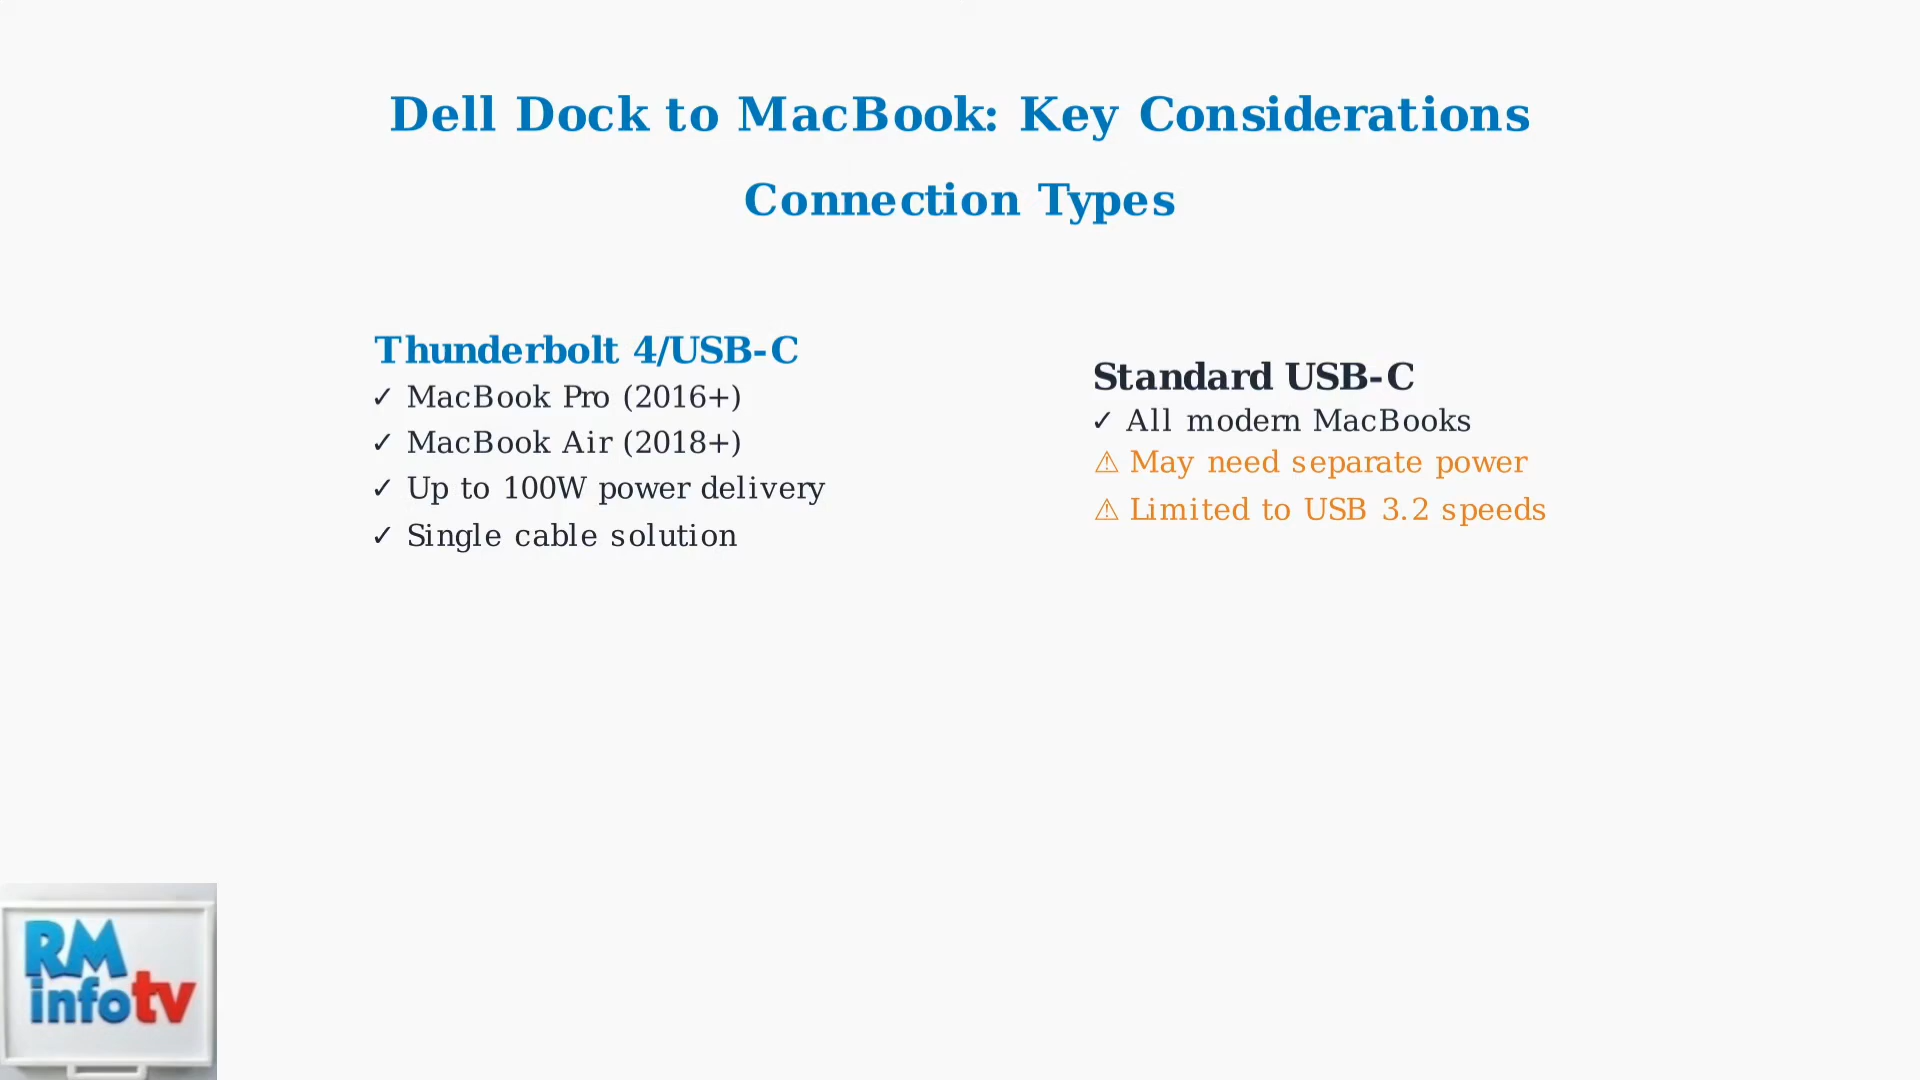 Dell Dock to MacBook: Key Considerations
Connection Types
Thunderbolt 4/USB-C
✓ MacBook Pro (2016+)
✓ MacBook Air (2018+)
✓ Up to 100W power delivery
✓ Single cable solution
Standard USB-C
✓ All modern MacBooks
⚠ May need separate power
⚠ Limited to USB 3.2 speeds
RM
infotv